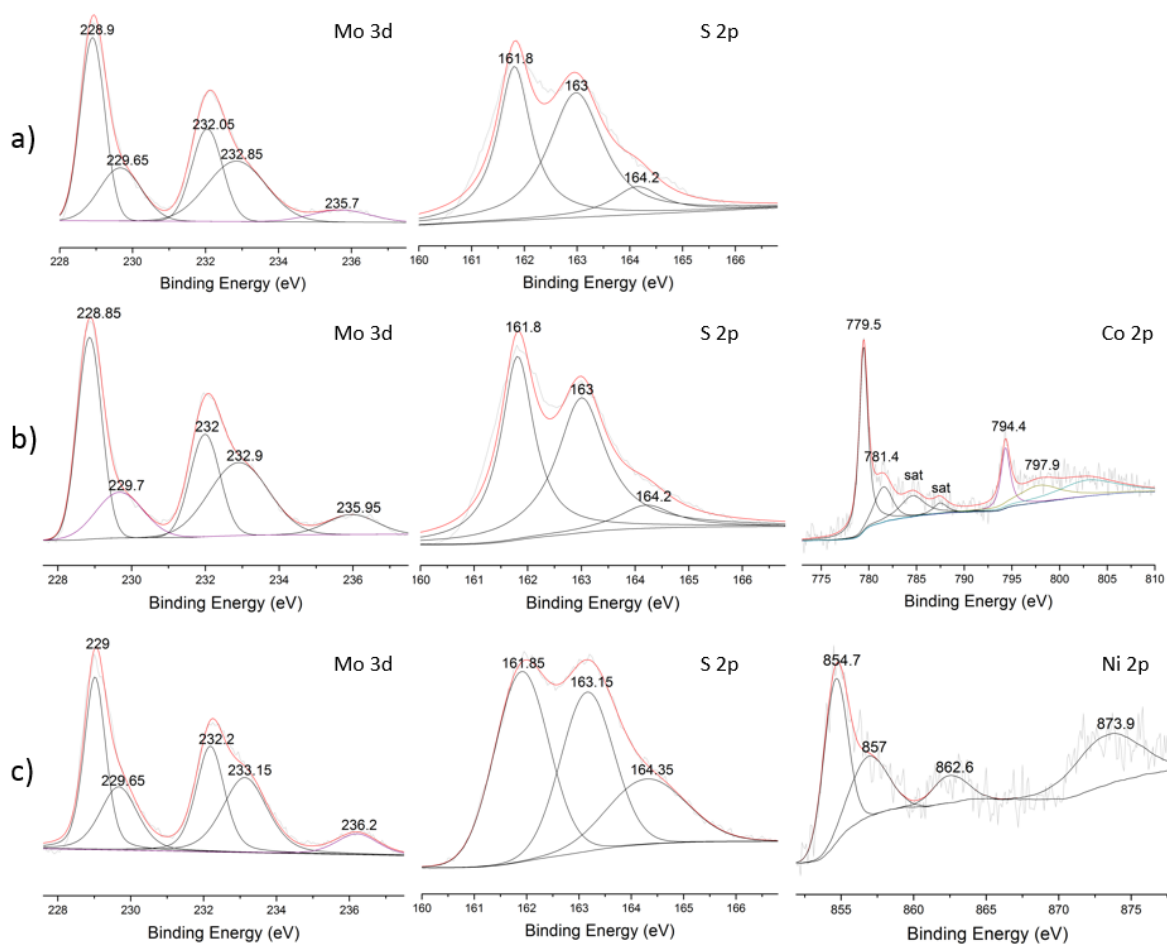 Mo 3d
S 2p
228.9
229.65
232.05
232.85
235.7
161.8
163
164.2
a)
228 230 232 234 236
160 161 162 163 164 165 166
Binding Energy (eV)
Binding Energy (eV)
Mo 3d
S 2p
Co 2p
228.85
229.7
232
232.9
235.95
161.8
163
164.2
779.5
781.4
sat
sat
794.4
797.9
b)
228 230 232 234 236
160 161 162 163 164 165 166
775 780 785 790 795 800 805 810
Binding Energy (eV)
Binding Energy (eV)
Binding Energy (eV)
Mo 3d
S 2p
Ni 2p
229
229.65
232.2
233.15
236.2
161.85
163.15
164.35
854.7
857
862.6
873.9
c)
228 230 232 234 236
160 161 162 163 164 165 166
855 860 865 870 875
Binding Energy (eV)
Binding Energy (eV)
Binding Energy (eV)